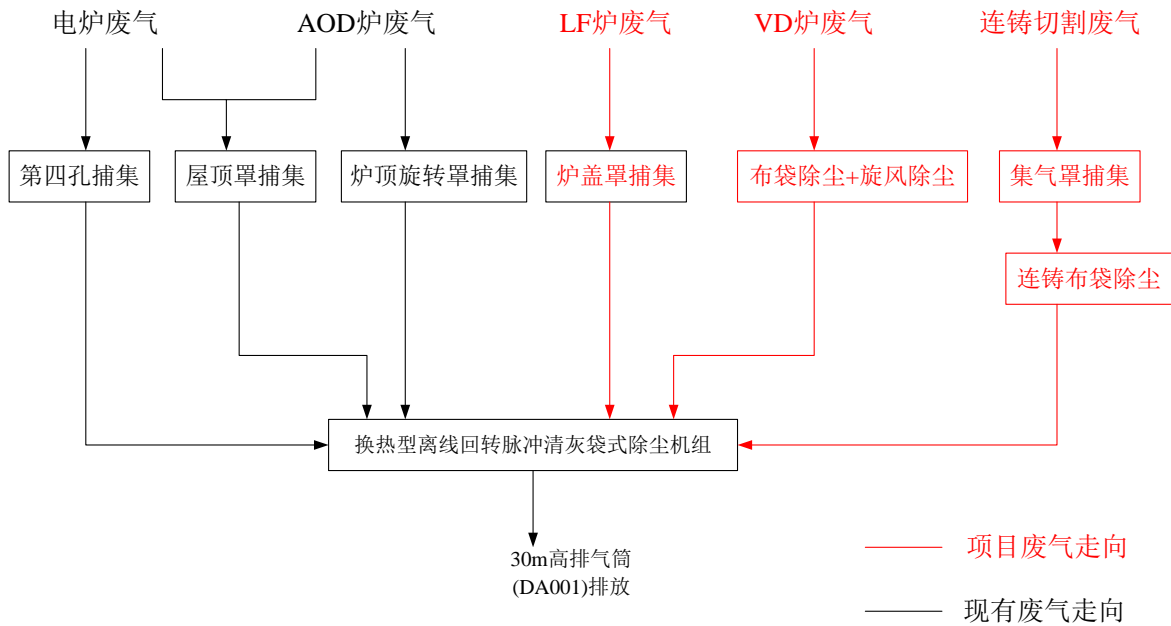 电炉废气
AOD炉废气
LF炉废气
VD炉废气
连铸切割废气
第四孔捕集
屋顶罩捕集
炉顶旋转罩捕集
炉盖罩捕集
布袋除尘+旋风除尘
集气罩捕集
连铸布袋除尘
换热型离线回转脉冲清灰袋式除尘机组
30m高排气筒
(DA001)排放
项目废气走向
现有废气走向